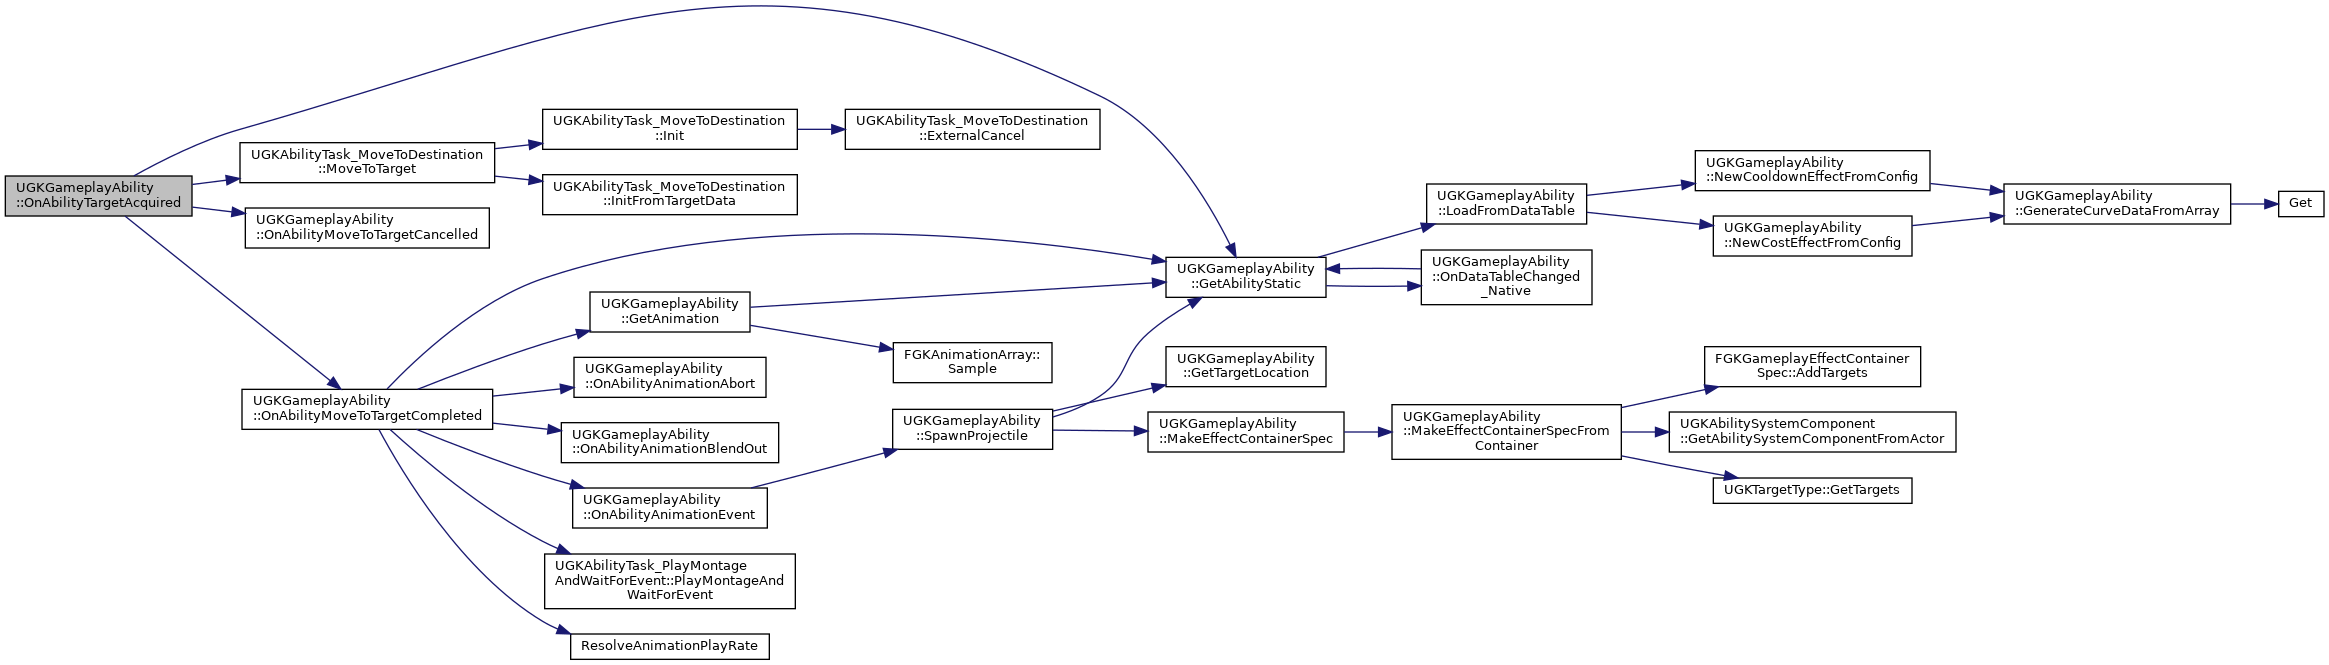 UGKGameplayAbility
::OnAbilityTargetAcquired
UGKAbilityTask_MoveToDestination
::MoveToTarget
UGKGameplayAbility
::OnAbilityMoveToTargetCancelled
UGKGameplayAbility
::OnAbilityMoveToTargetCompleted
UGKAbilityTask_MoveToDestination
::Init
UGKAbilityTask_MoveToDestination
::InitFromTargetData
UGKAbilityTask_MoveToDestination
::ExternalCancel
UGKGameplayAbility
::GetAnimation
UGKGameplayAbility
::OnAbilityAnimationAbort
UGKGameplayAbility
::OnAbilityAnimationBlendOut
UGKGameplayAbility
::OnAbilityAnimationEvent
UGKAbilityTask_PlayMontage
AndWaitForEvent::PlayMontageAnd
WaitForEvent
ResolveAnimationPlayRate
FGKAnimationArray::
Sample
UGKGameplayAbility
::SpawnProjectile
UGKGameplayAbility
::GetAbilityStatic
UGKGameplayAbility
::GetTargetLocation
UGKGameplayAbility
::MakeEffectContainerSpec
UGKGameplayAbility
::LoadFromDataTable
UGKGameplayAbility
::OnDataTableChanged
_Native
UGKGameplayAbility
::MakeEffectContainerSpecFrom
Container
UGKGameplayAbility
::NewCooldownEffectFromConfig
UGKGameplayAbility
::NewCostEffectFromConfig
FGKGameplayEffectContainer
Spec::AddTargets
UGKAbilitySystemComponent
::GetAbilitySystemComponentFromActor
UGKTargetType::GetTargets
UGKGameplayAbility
::GenerateCurveDataFromArray
Get